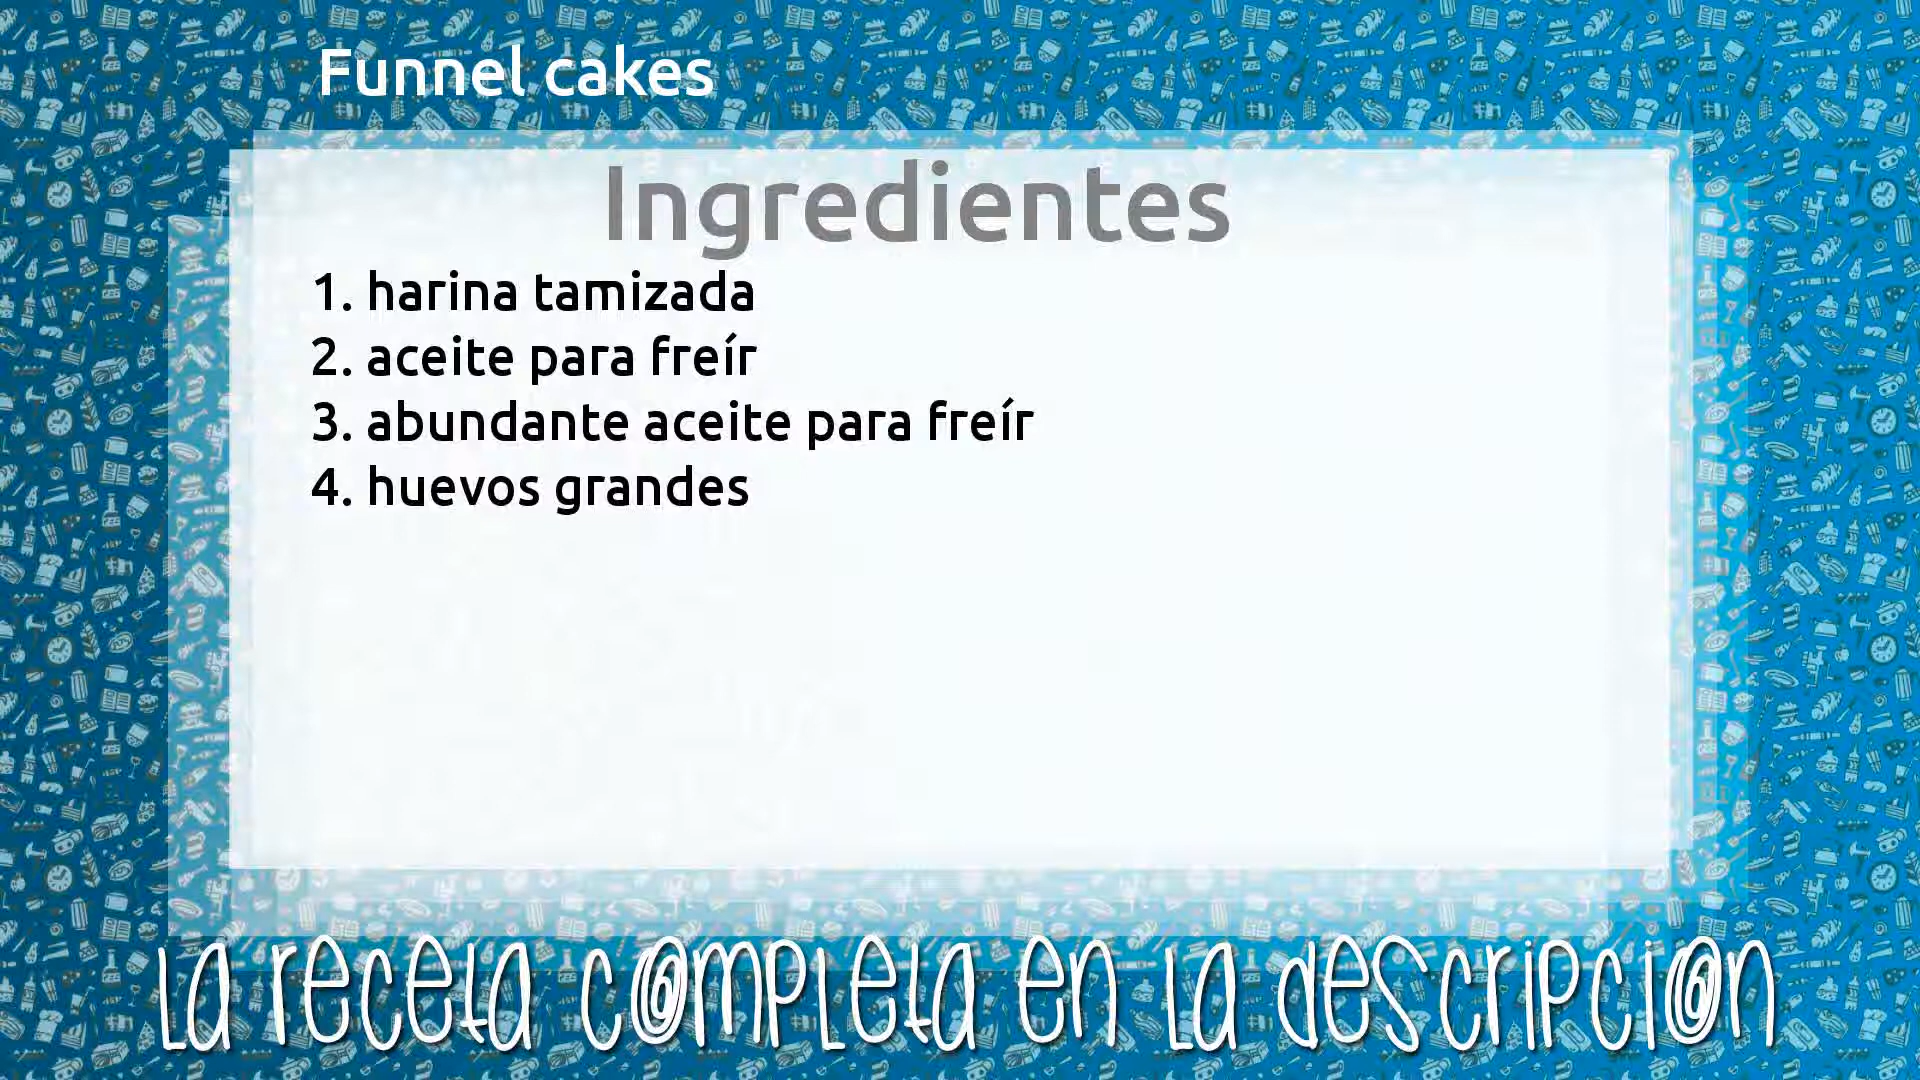 Funnel cakes
Ingredientes
1. harina tamizada
2. aceite para freír
3. abundante aceite para freír
4. huevos grandes
La receta completa en la descripcion